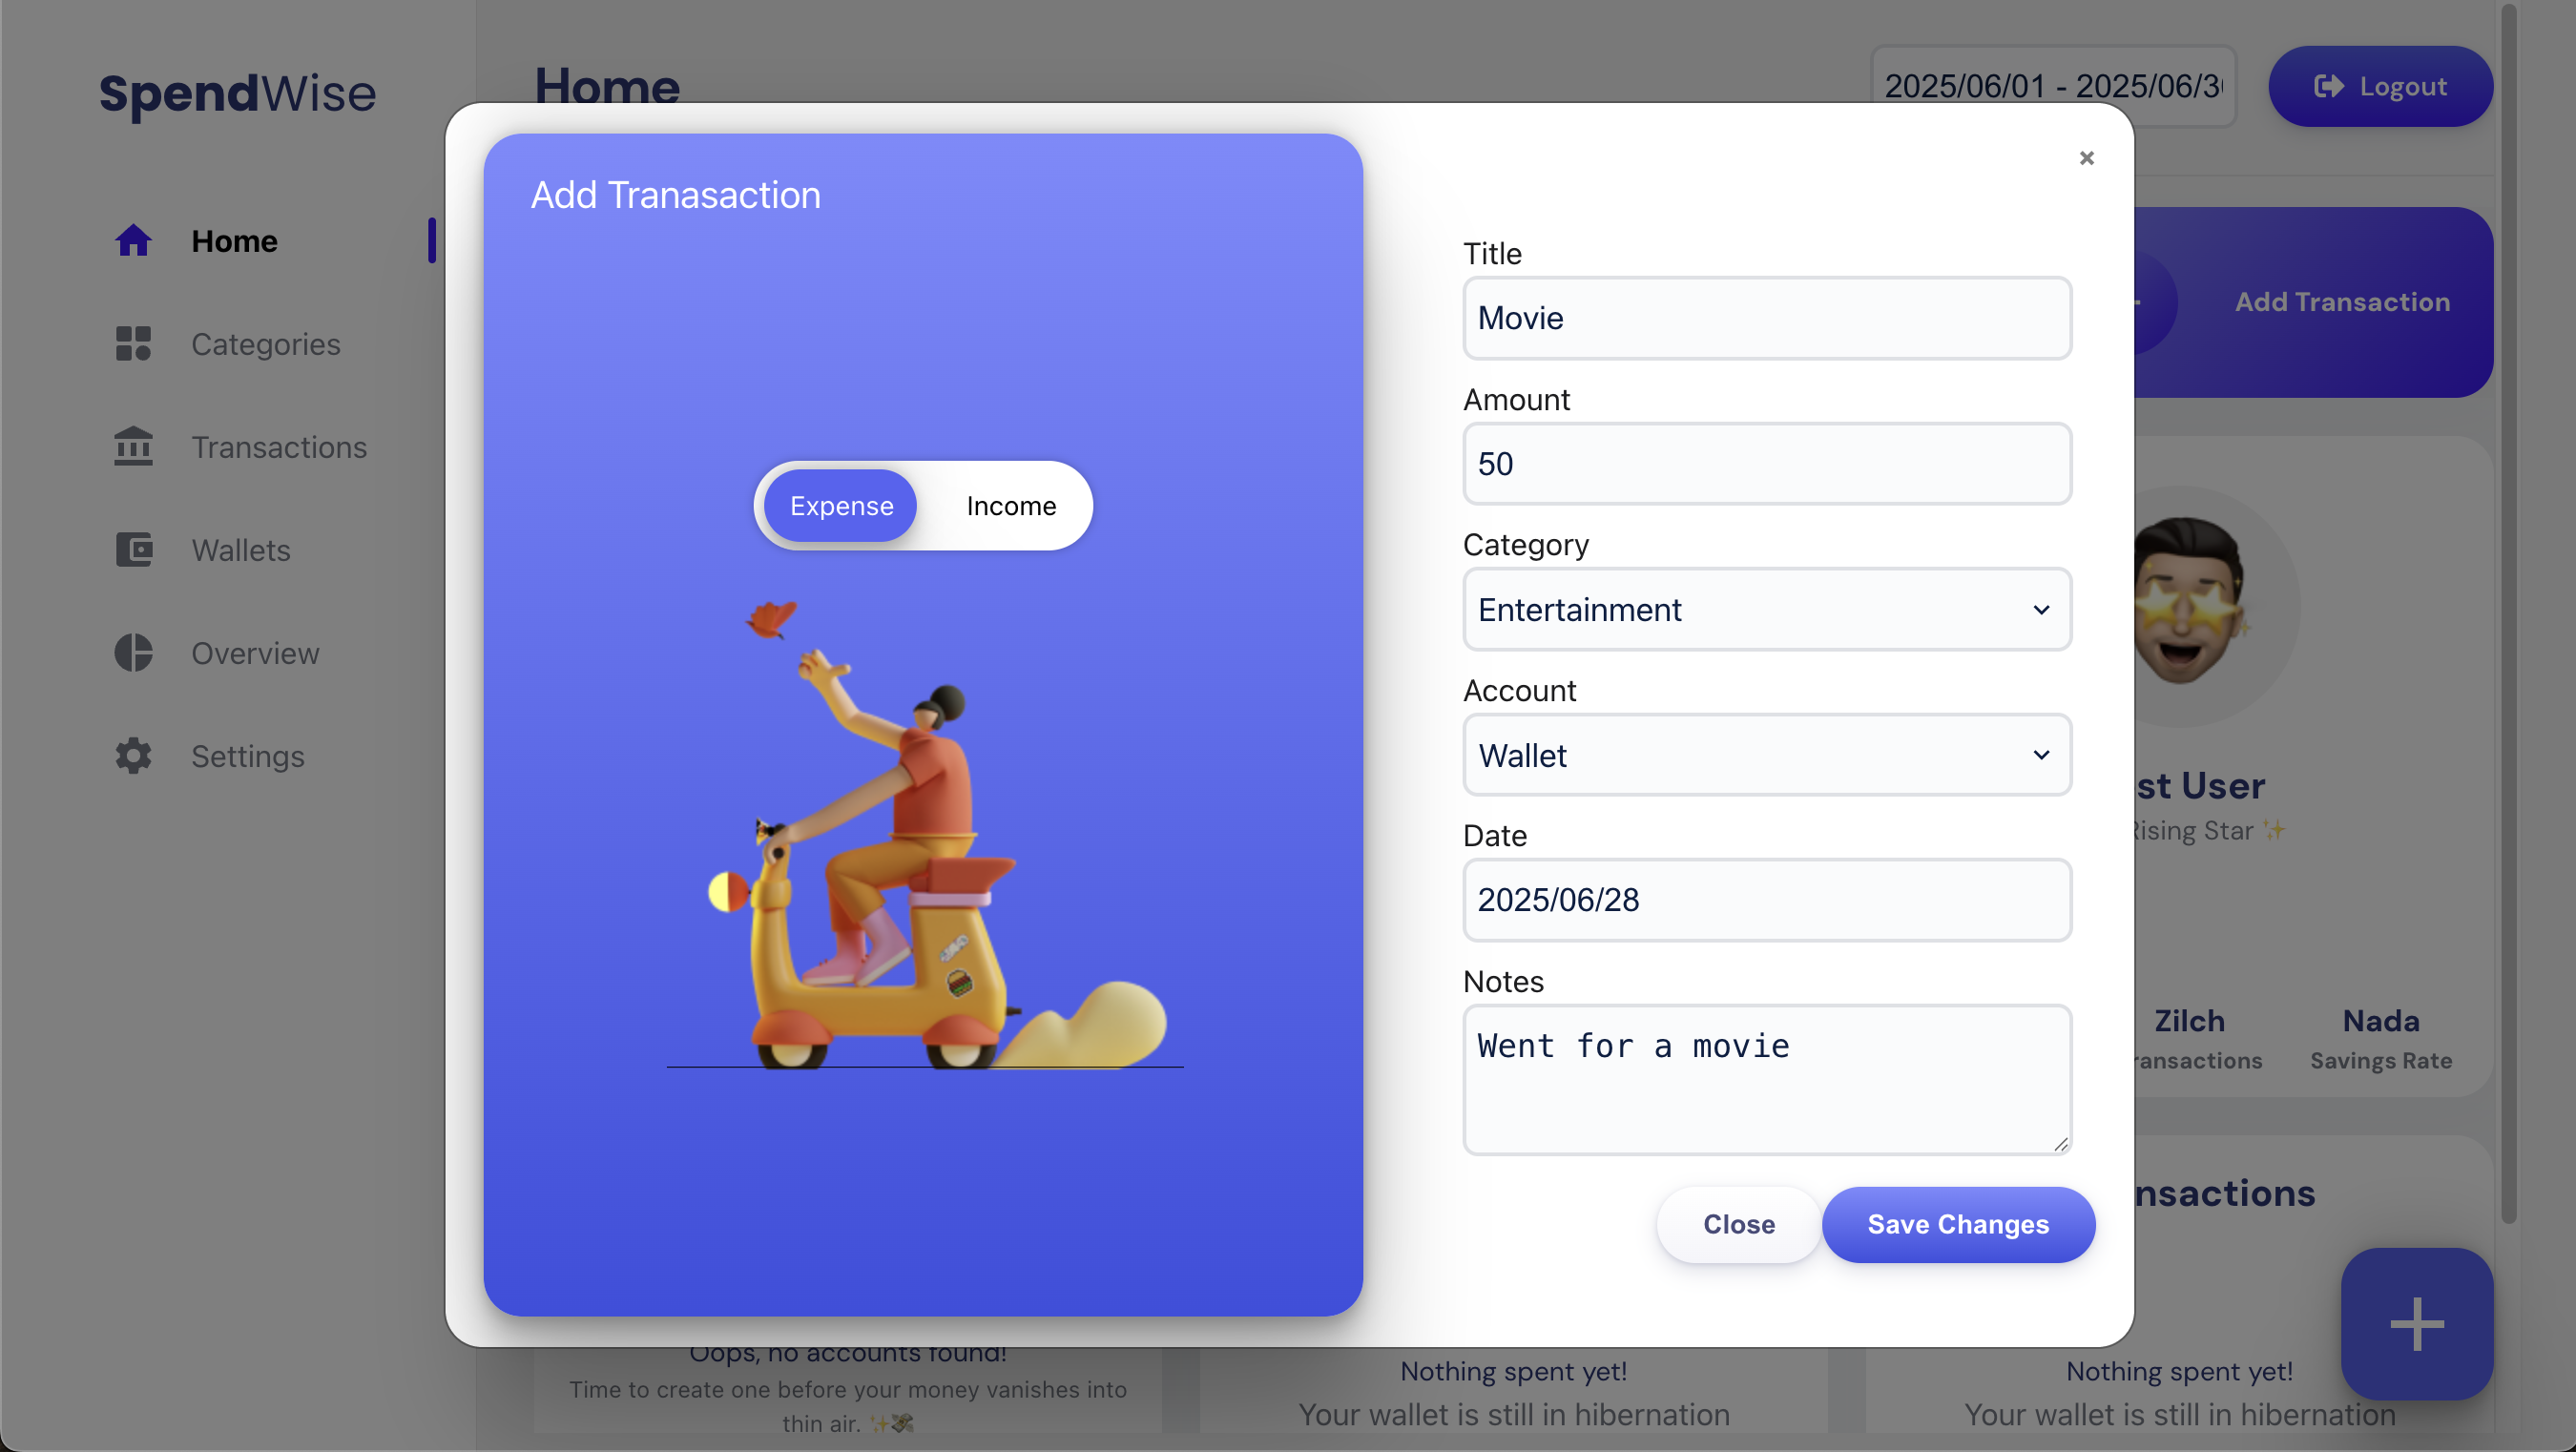 SpendWise
Home
Categories
Transactions
Wallets
Overview
Settings
Home
2025/06/01 - 2025/06/3
Logout
Add Transaction
Add Tranasaction
Expense
Income
×
Title
Movie
Amount
50
Category
Entertainment
Account
Wallet
Date
2025/06/28
Notes
Went for a movie
Close
Save Changes
st User
Rising Star ✨
Zilch
Nada
ransactions
Savings Rate
nsactions
Oops, no accounts found!
Time to create one before your money vanishes into
thin air. ✨💸
Nothing spent yet!
Your wallet is still in hibernation
Nothing spent yet!
Your wallet is still in hibernation